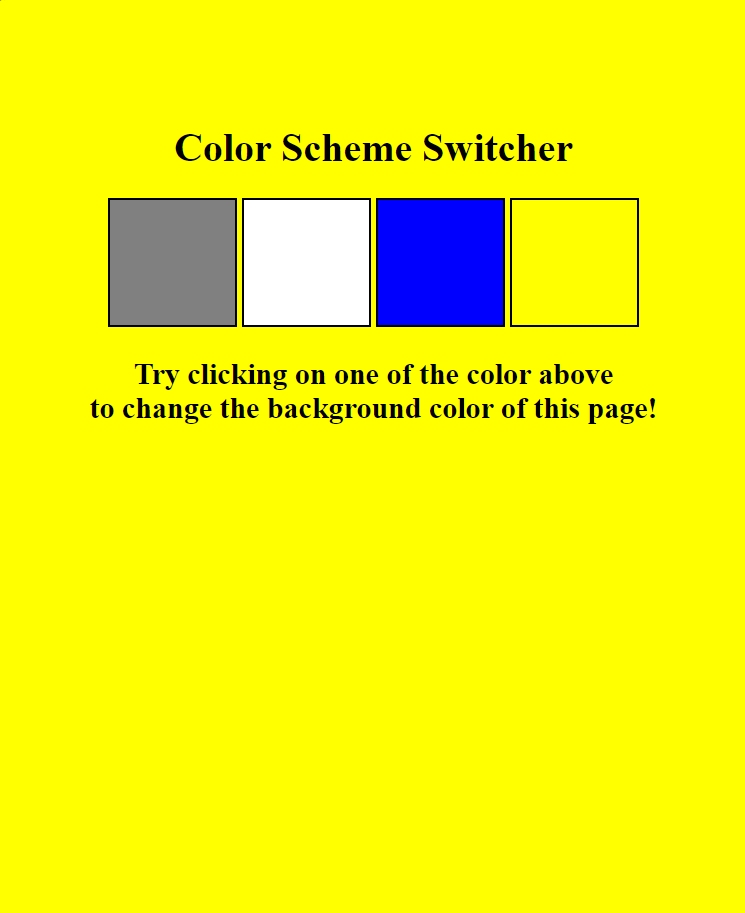 Color Scheme Switcher
Try clicking on one of the color above
to change the background color of this page!